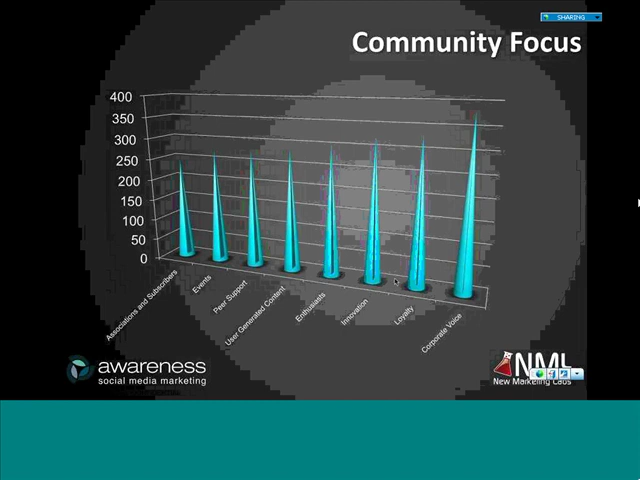 SHARING
Community Focus
400
350
300
250
200
150
100
50
0
Associations and Subscribers
Events
Peer Support
User Generated Content
Enthusiasts
Innovation
Loyalty
Corporate Voice
awareness
social media marketing
NML
New Marketing Labs